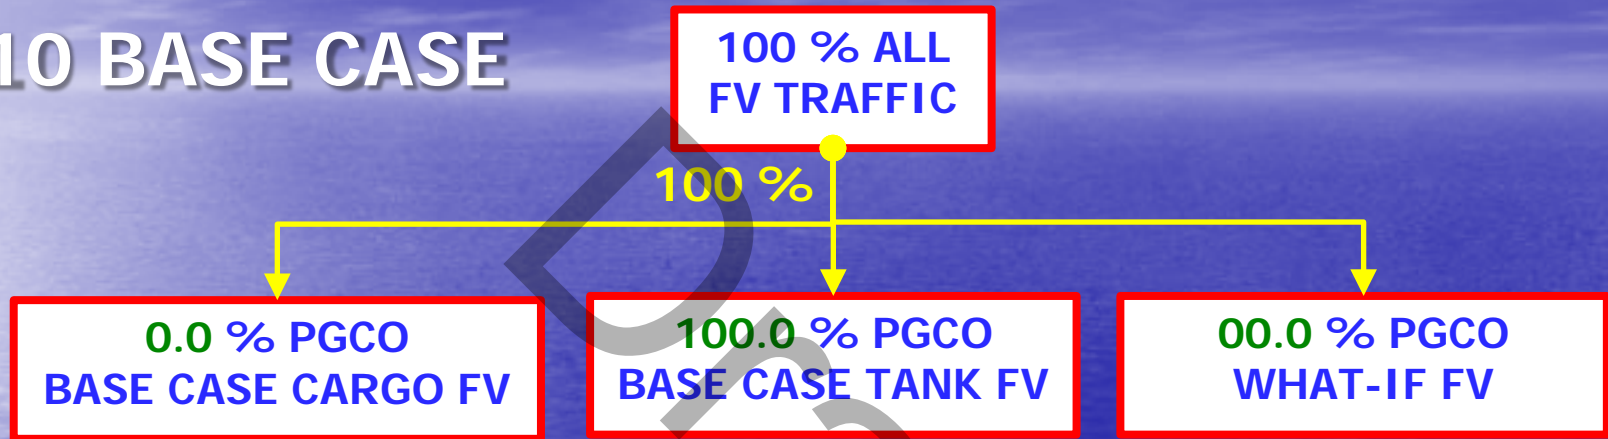 10 BASE CASE
100 % ALL
FV TRAFFIC
100 %
0.0 % PGCO
BASE CASE CARGO FV
100.0 % PGCO
BASE CASE TANK FV
00.0 % PGCO
WHAT-IF FV